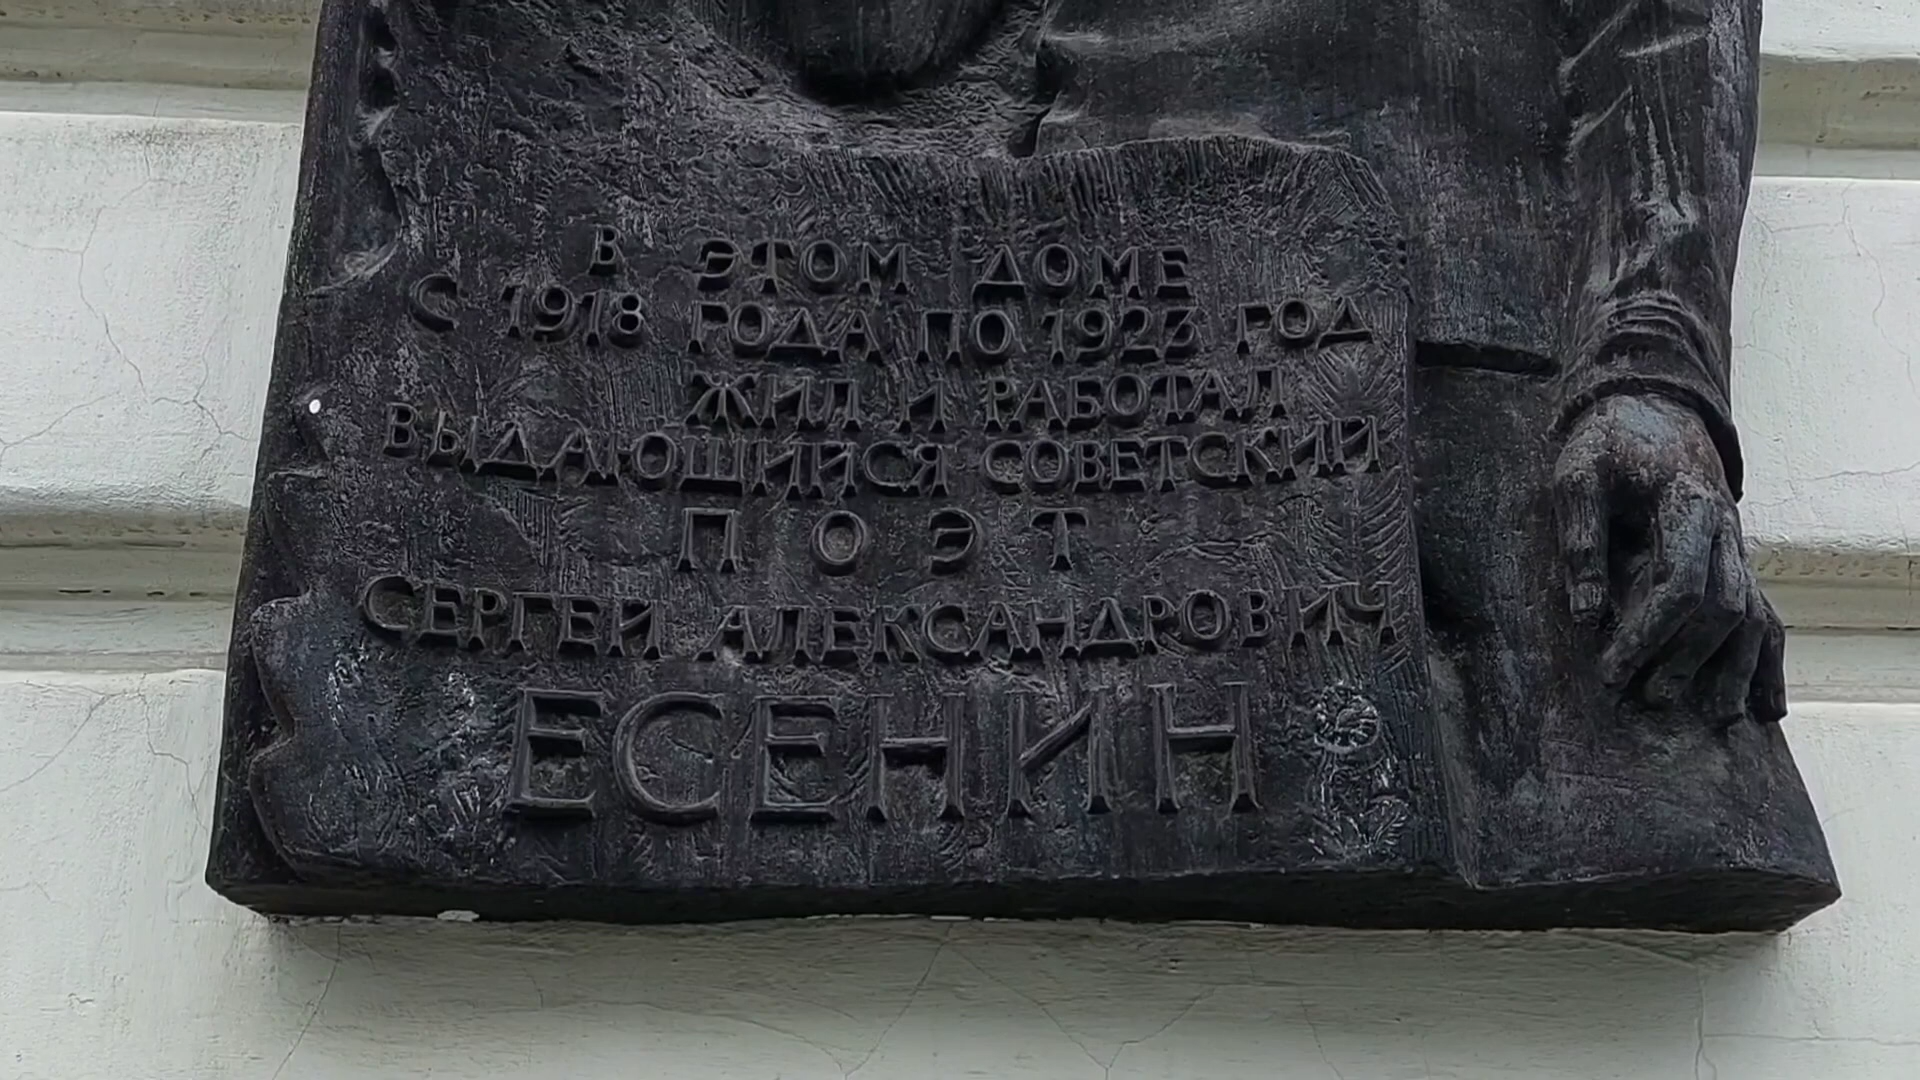 В ЭТОМ ДОМЕ
С 1918 ГОДА ПО 1923 ГОД
ЖИЛ И РАБОТАЛ
ВЫДАЮЩИЙСЯ СОВЕТСКИЙ
ПОЭТ
СЕРГЕЙ АЛЕКСАНДРОВИЧ
ЕСЕНИН